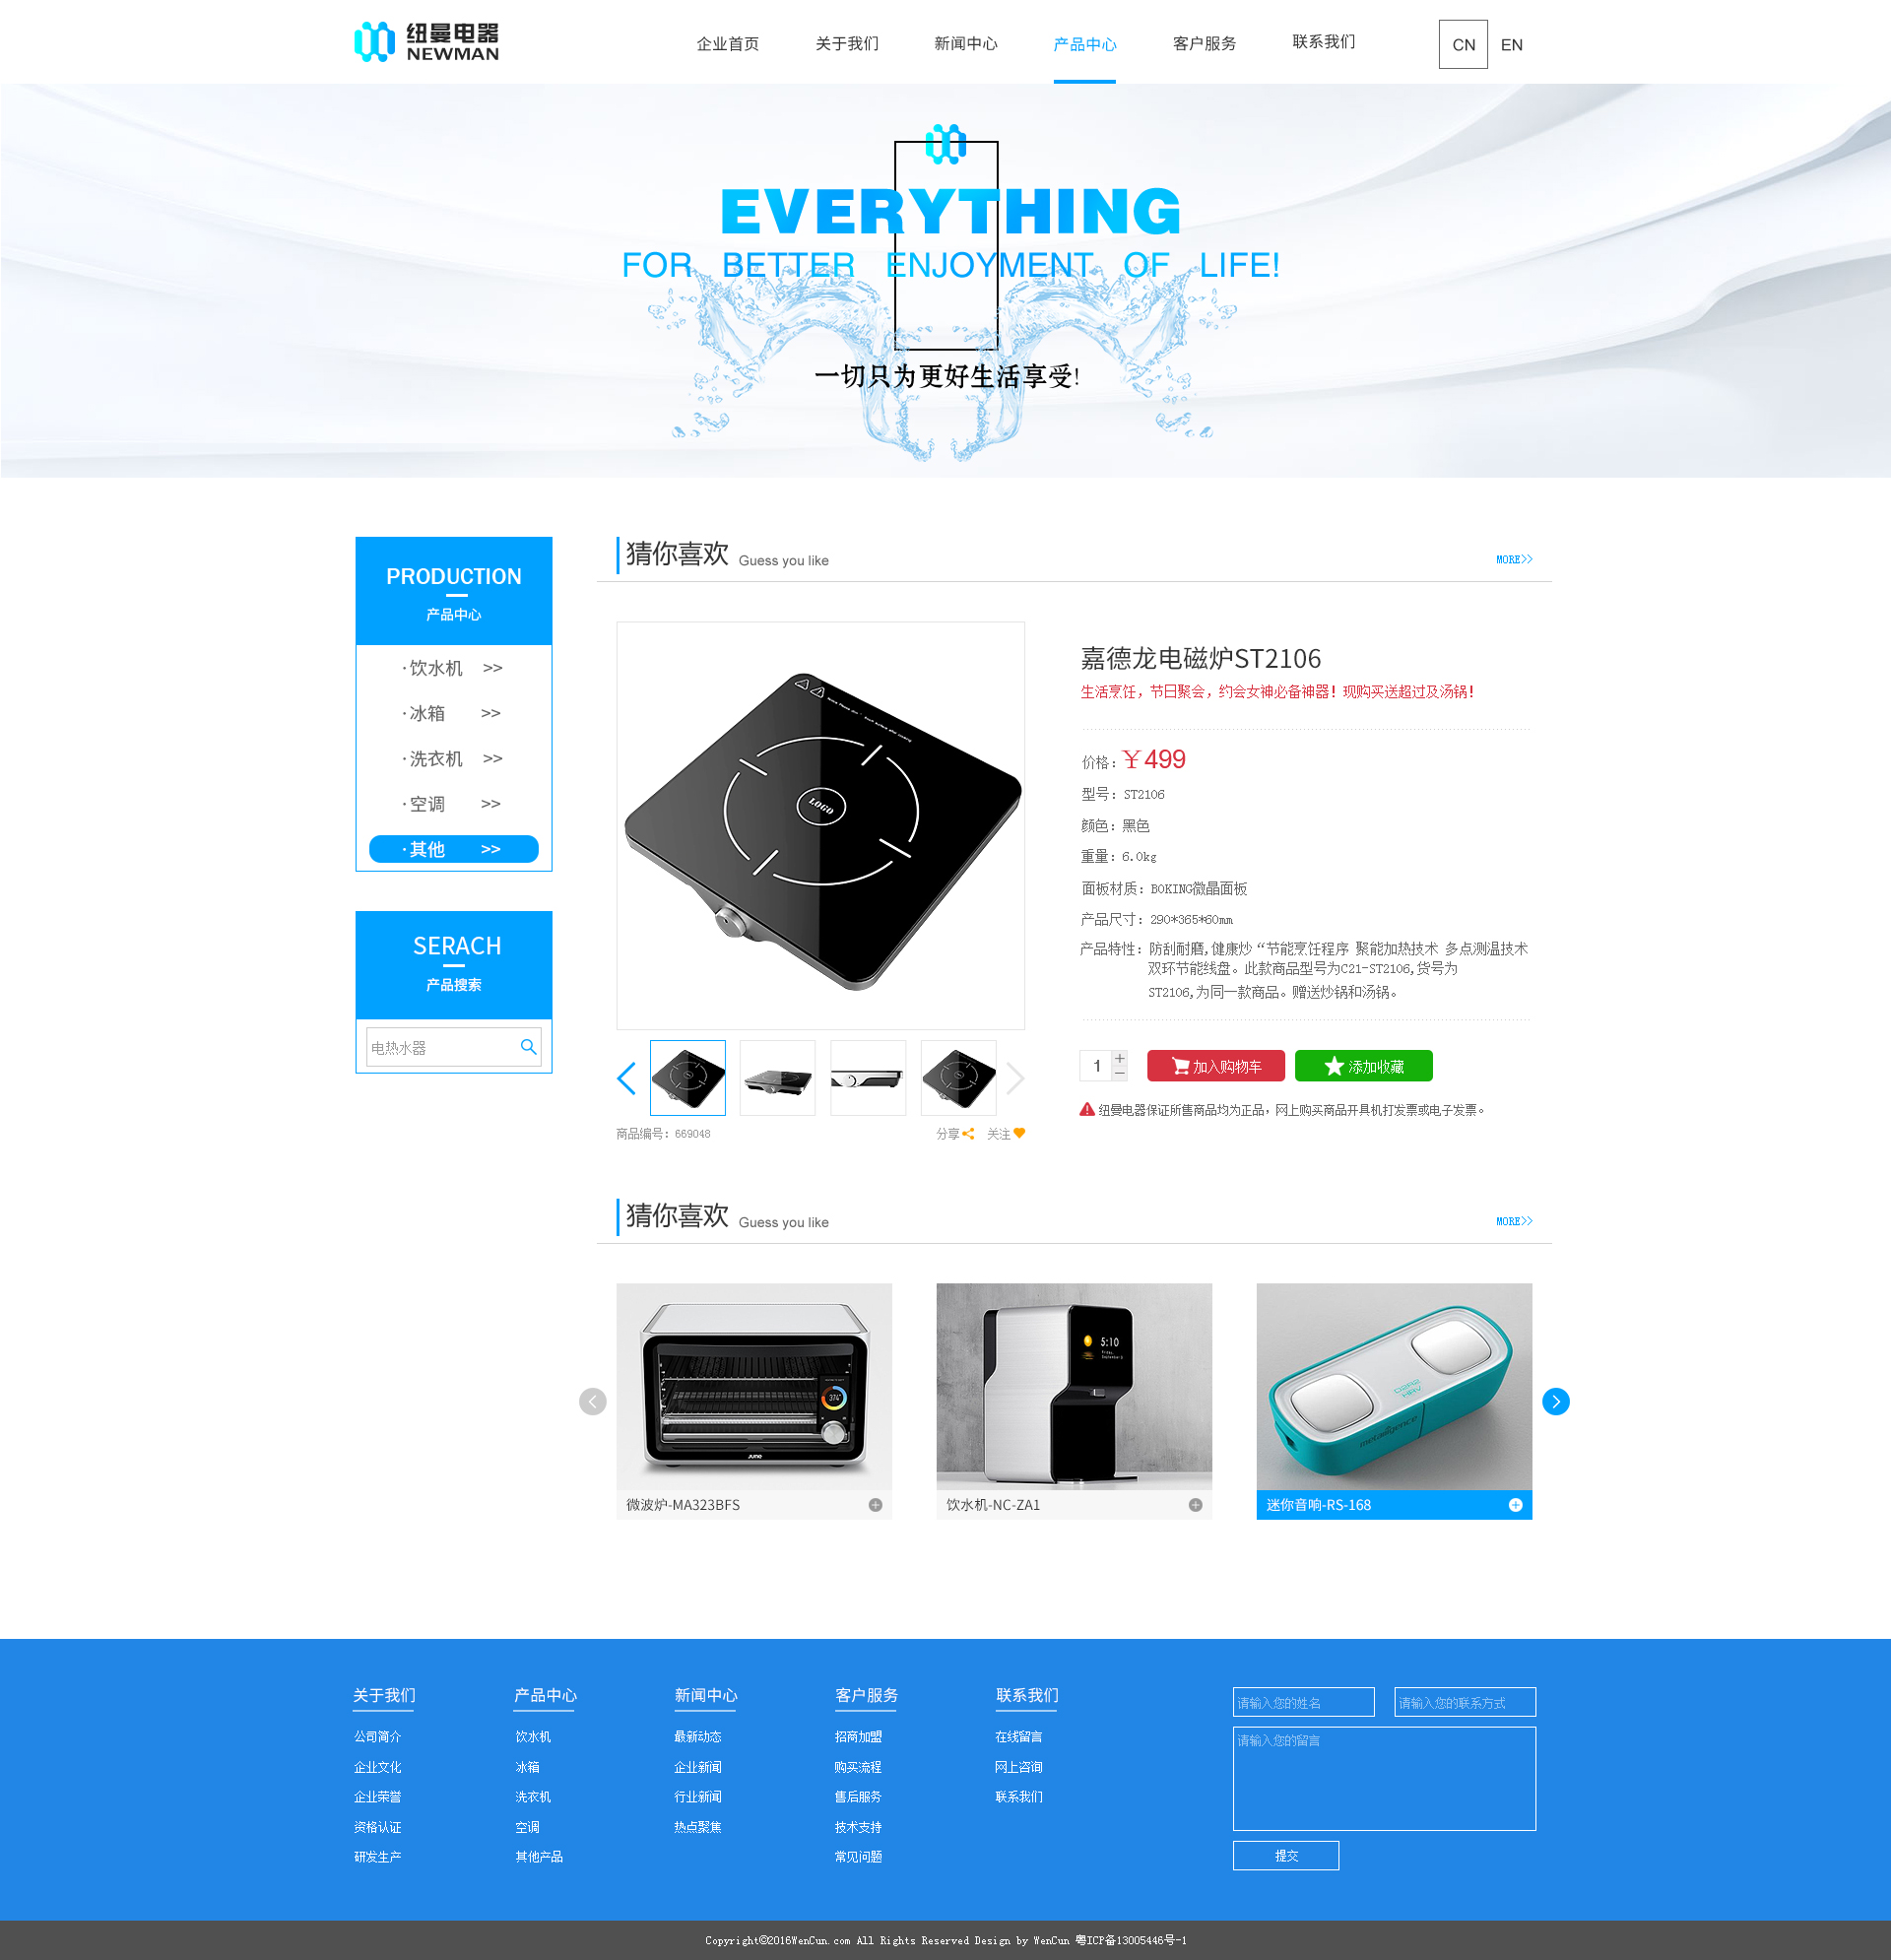 纽曼电器
NEWMAN
企业首页 关于我们 新闻中心 产品中心 客户服务 联系我们 CN EN
EVERYTHING
FOR BETTER ENJOYMENT OF LIFE!
一切只为更好生活享受!
PRODUCTION
产品中心
·饮水机 >>
·冰箱 >>
·洗衣机 >>
·空调 >>
·其他 >>
SERACH
产品搜索
电热水器
猜你喜欢 Guess you like MORE>>
LOGO
嘉德龙电磁炉ST2106
生活烹饪，节日聚会，约会女神必备神器！现购买送超过及汤锅！
价格：￥499
型号：ST2106
颜色：黑色
重量：6.0kg
面板材质：BOKING微晶面板
产品尺寸：290*365*60mm
产品特性：防刮耐磨,健康炒“节能烹饪程序 聚能加热技术 多点测温技术
双环节能线盘。此款商品型号为C21-ST2106,货号为
ST2106,为同一款商品。赠送炒锅和汤锅。
1 + − 加入购物车 添加收藏
纽曼电器保证所售商品均为正品，网上购买商品开具机打发票或电子发票。
商品编号：669048 分享 关注
猜你喜欢 Guess you like MORE>>
374°
JUNE
5:10
metalligence
微波炉-MA323BFS
饮水机-NC-ZA1
迷你音响-RS-168
关于我们 产品中心 新闻中心 客户服务 联系我们
公司简介 饮水机 最新动态 招商加盟 在线留言
企业文化 冰箱 企业新闻 购买流程 网上咨询
企业荣誉 洗衣机 行业新闻 售后服务 联系我们
资格认证 空调 热点聚焦 技术支持
研发生产 其他产品 常见问题
请输入您的姓名 请输入您的联系方式
请输入您的留言
提交
Copyright©2016WenCun.com All Rights Reserved Design by WenCun 粤ICP备13005446号-1